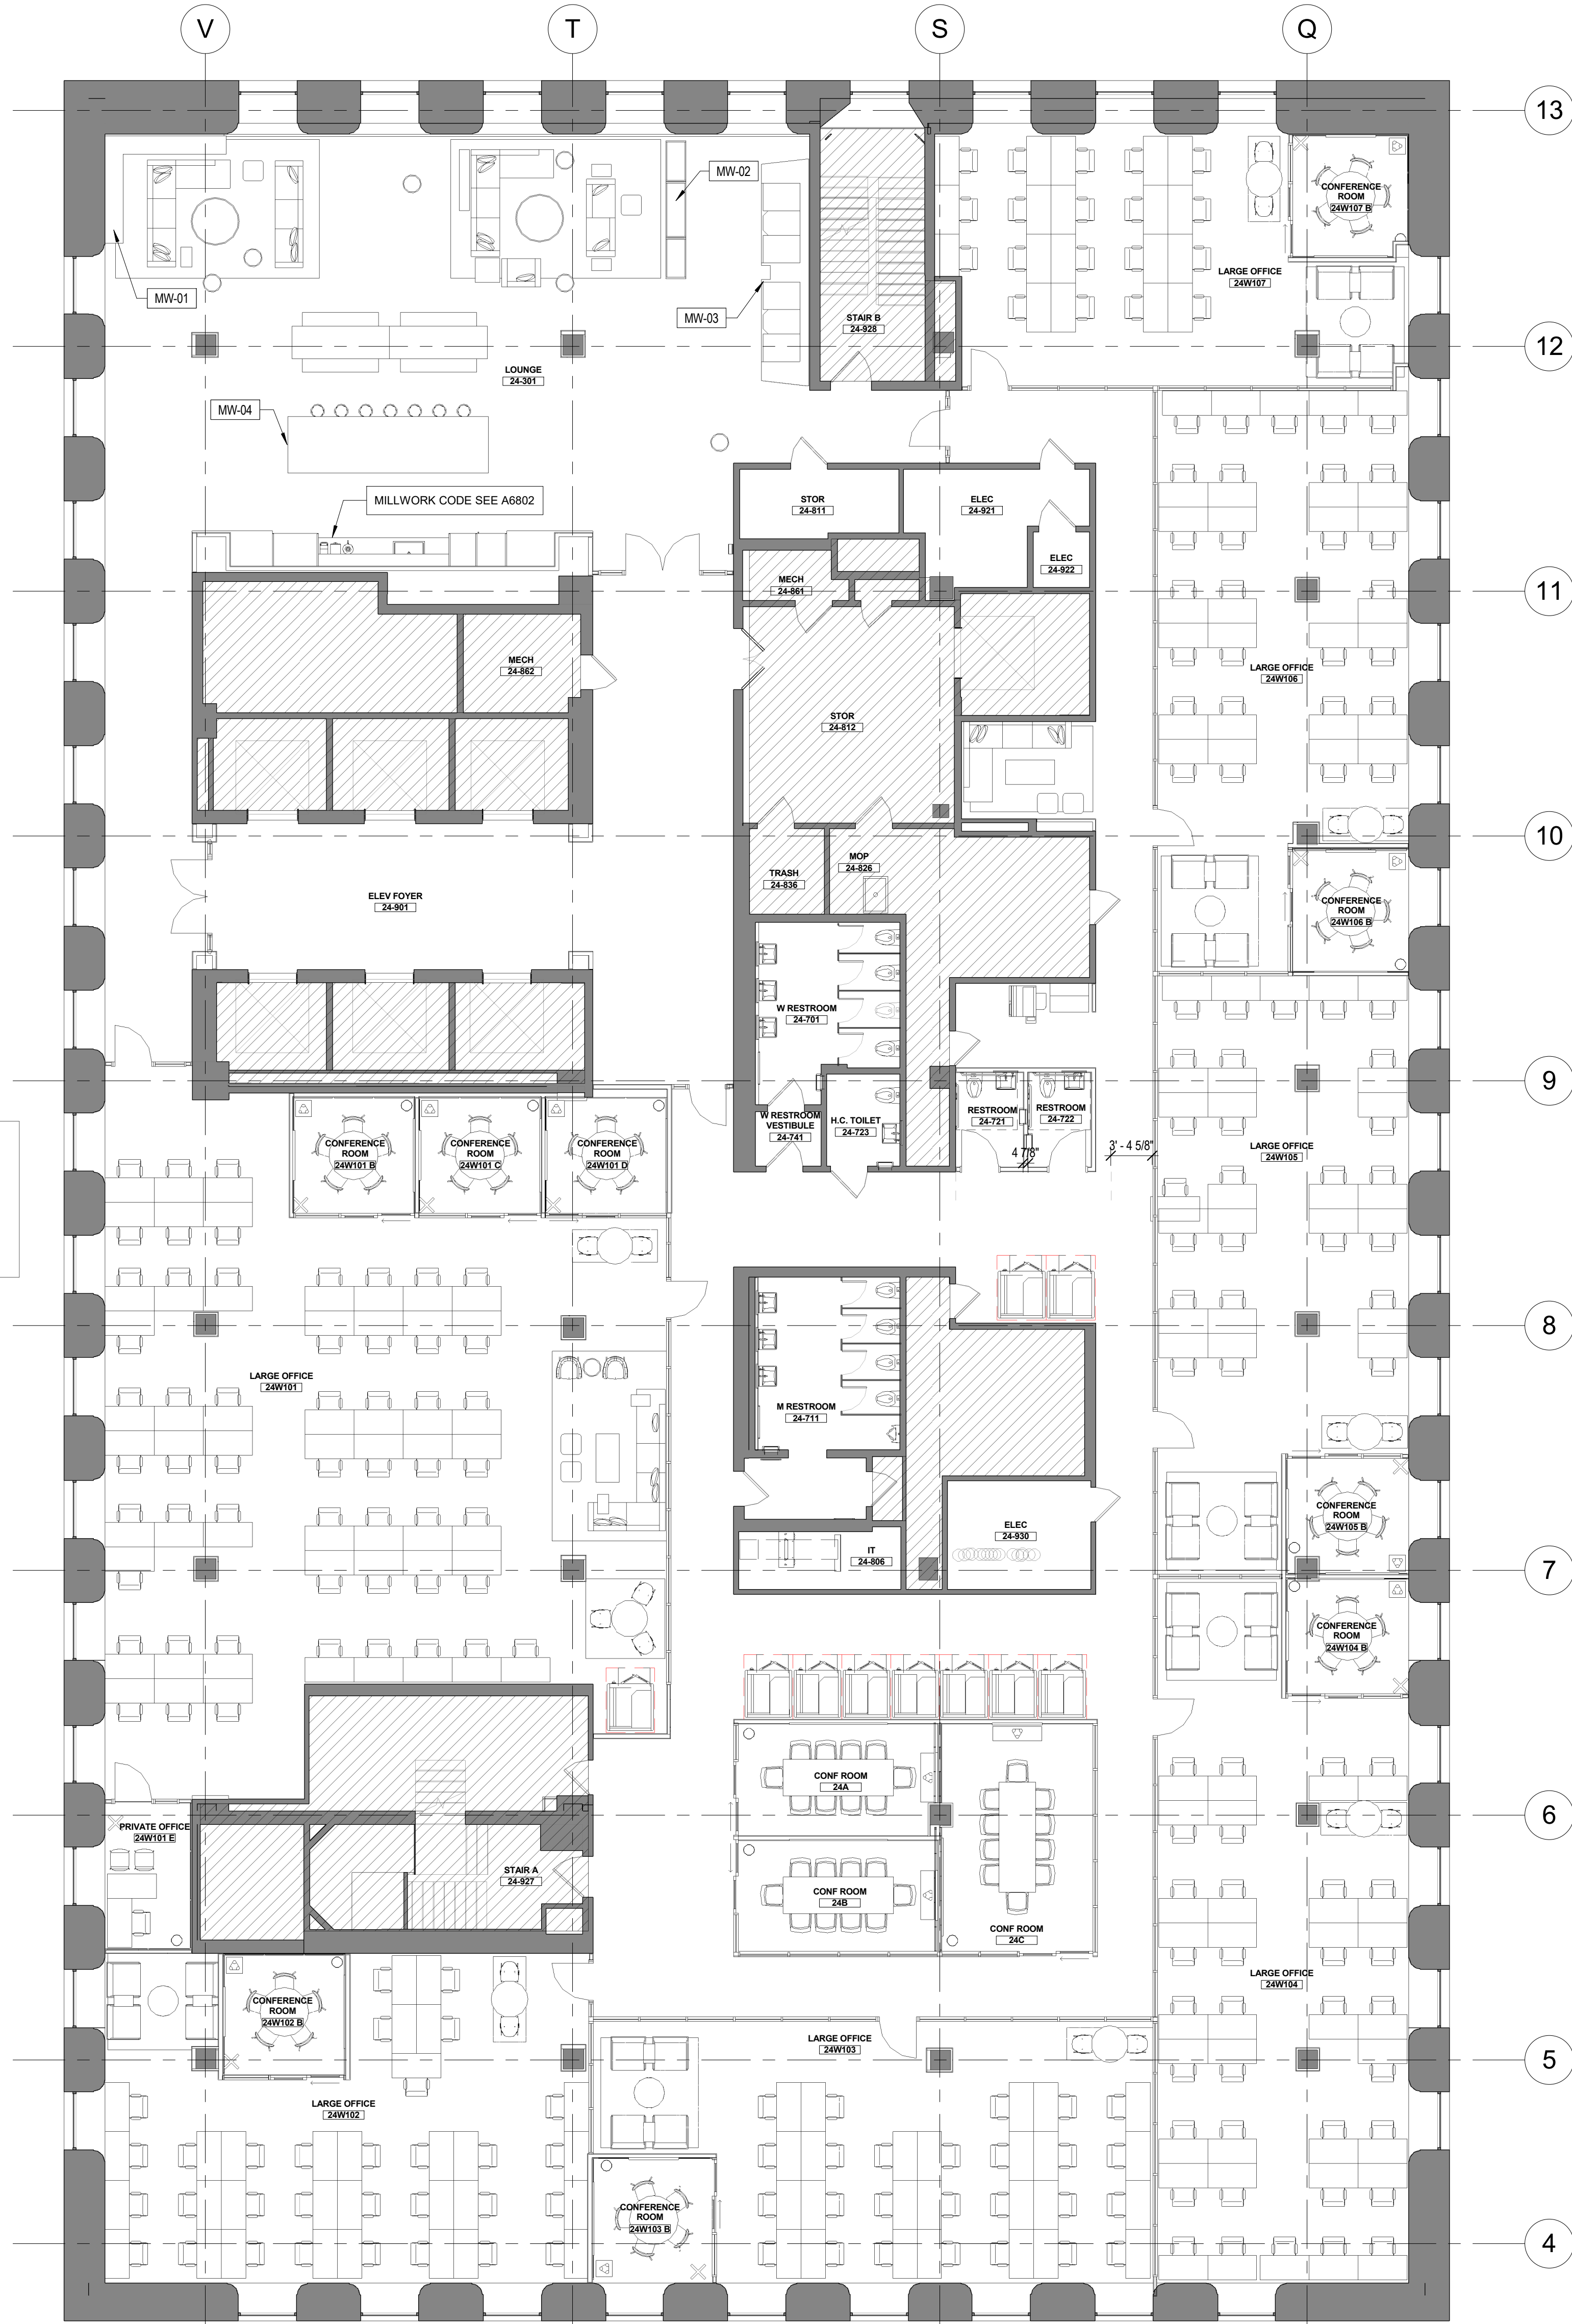 V
T
S
Q
13
MW-02
CONFERENCE
ROOM
24W107 B
LARGE OFFICE
24W107
MW-01
MW-03
STAIR B
24-928
12
LOUNGE
24-301
MW-04
MILLWORK CODE SEE A6802
STOR
24-811
ELEC
24-921
ELEC
24-922
MECH
24-861
11
MECH
24-862
LARGE OFFICE
24W106
STOR
24-812
10
MOP
24-826
TRASH
24-836
ELEV FOYER
24-901
CONFERENCE
ROOM
24W106 B
W RESTROOM
24-701
9
W RESTROOM
VESTIBULE
24-741
H.C. TOILET
24-723
RESTROOM
24-721
RESTROOM
24-722
4 7/8"
3' - 4 5/8"
LARGE OFFICE
24W105
CONFERENCE
ROOM
24W101 B
CONFERENCE
ROOM
24W101 C
CONFERENCE
ROOM
24W101 D
8
LARGE OFFICE
24W101
M RESTROOM
24-711
CONFERENCE
ROOM
24W105 B
ELEC
24-930
IT
24-806
7
CONFERENCE
ROOM
24W104 B
CONF ROOM
24A
6
PRIVATE OFFICE
24W101 E
STAIR A
24-927
CONF ROOM
24B
CONF ROOM
24C
LARGE OFFICE
24W104
CONFERENCE
ROOM
24W102 B
LARGE OFFICE
24W103
5
LARGE OFFICE
24W102
CONFERENCE
ROOM
24W103 B
4